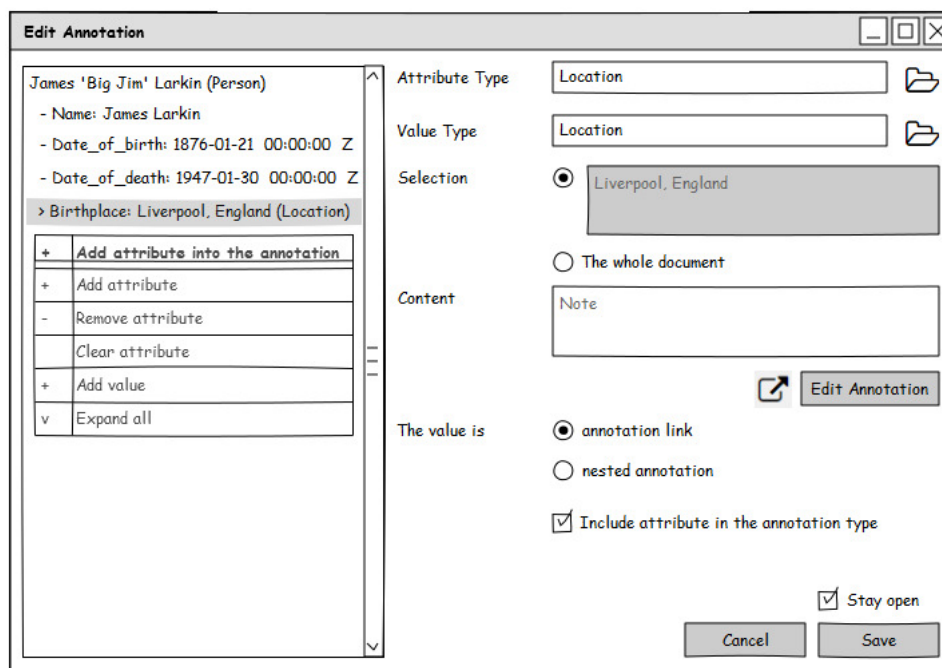 Edit Annotation
James 'Big Jim' Larkin (Person)
- Name: James Larkin
- Date_of_birth: 1876-01-21 00:00:00 Z
- Date_of_death: 1947-01-30 00:00:00 Z
> Birthplace: Liverpool, England (Location)
+ Add attribute into the annotation
+ Add attribute
- Remove attribute
Clear attribute
+ Add value
v Expand all
Attribute Type Location
Value Type Location
Selection Liverpool, England
The whole document
Content Note
Edit Annotation
The value is annotation link
nested annotation
Include attribute in the annotation type
Stay open
Cancel Save